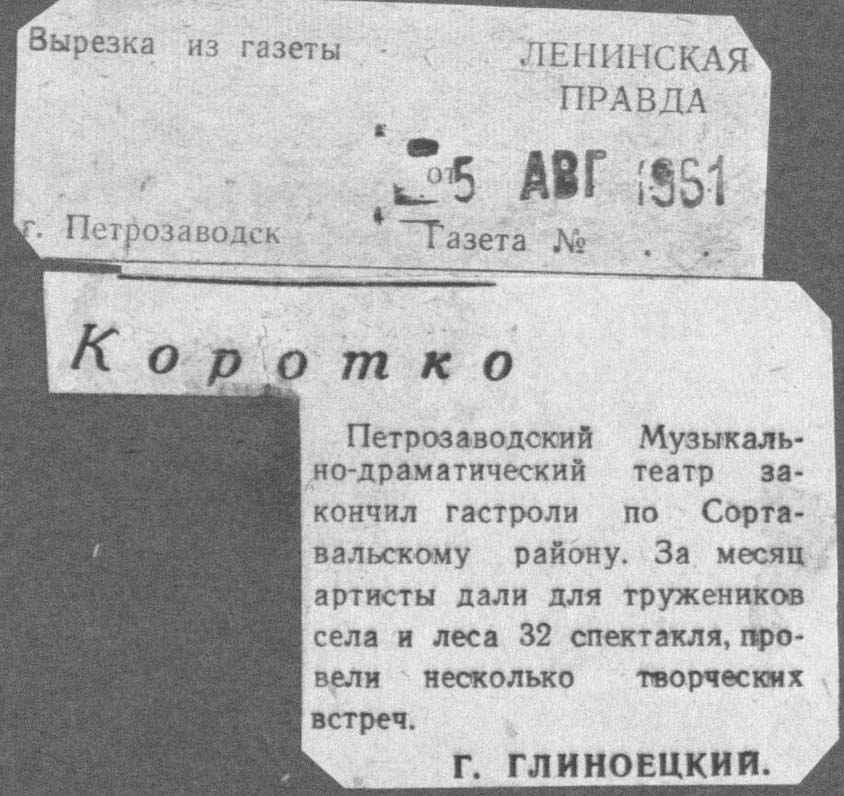 Вырезка из газеты
ЛЕНИНСКАЯ
ПРАВДА
от 5 АВГ 1961
г. Петрозаводск
Газета №
Коротко
Петрозаводский Музыкаль-
но-драматический театр за-
кончил гастроли по Сорта-
вальскому району. За месяц
артисты дали для тружеников
села и леса 32 спектакля, про-
вели несколько творческих
встреч.
Г. ГЛИНОЕЦКИЙ.